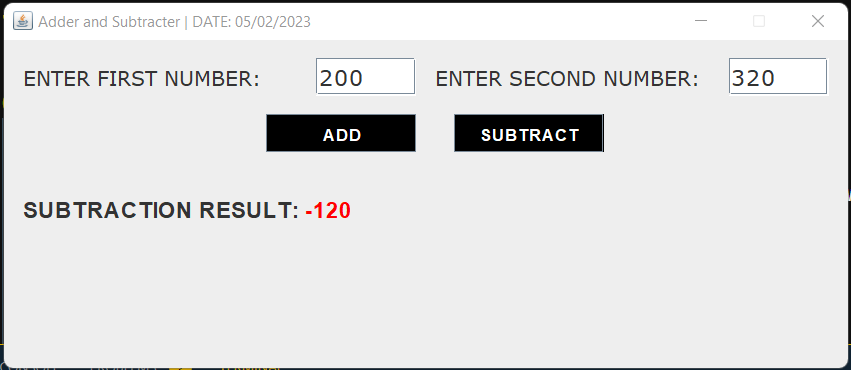 Adder and Subtracter | DATE: 05/02/2023
ENTER FIRST NUMBER: 200 ENTER SECOND NUMBER: 320
ADD SUBTRACT
SUBTRACTION RESULT: -120